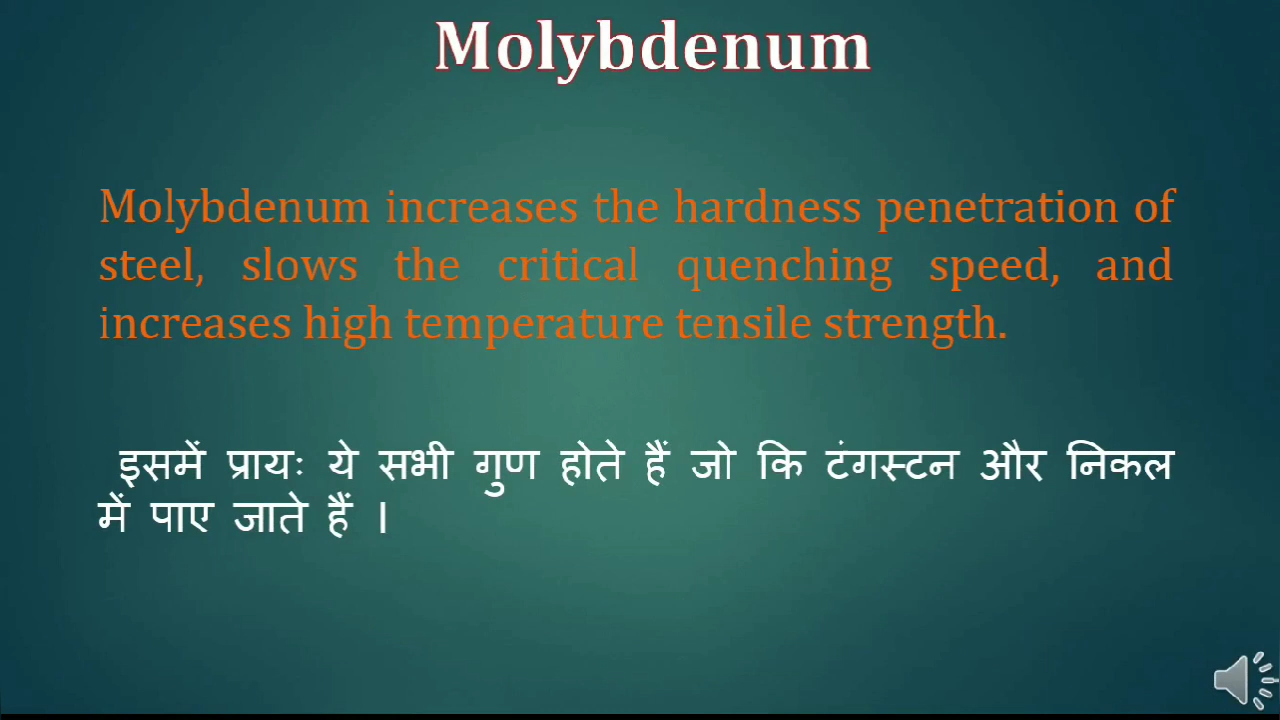 Molybdenum
Molybdenum increases the hardness penetration of
steel, slows the critical quenching speed, and
increases high temperature tensile strength.
इसमें प्रायः ये सभी गुण होते हैं जो कि टंगस्टन और निकल
में पाए जाते हैं ।